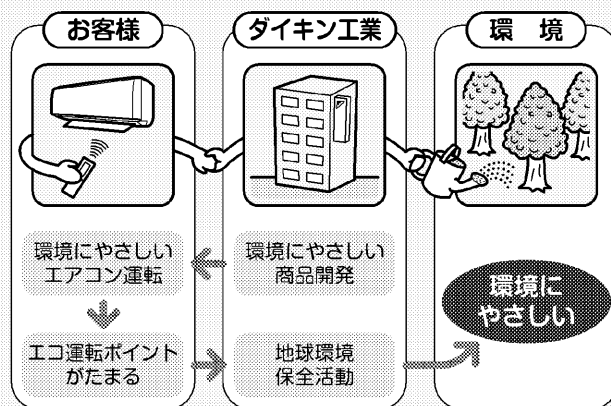 お客様
ダイキン工業
環 境
環境にやさしい
エアコン運転
環境にやさしい
商品開発
環境に
やさしい
エコ運転ポイント
がたまる
地球環境
保全活動